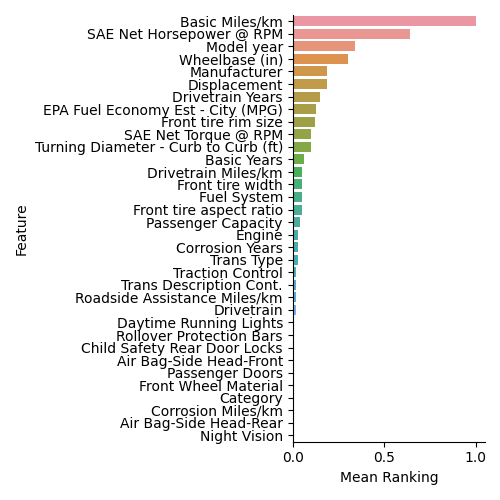 Basic Miles/km
SAE Net Horsepower @ RPM
Model year
Wheelbase (in)
Manufacturer
Displacement
Drivetrain Years
EPA Fuel Economy Est - City (MPG)
Front tire rim size
SAE Net Torque @ RPM
Turning Diameter - Curb to Curb (ft)
Basic Years
Drivetrain Miles/km
Front tire width
Fuel System
Front tire aspect ratio
Passenger Capacity
Engine
Corrosion Years
Trans Type
Traction Control
Trans Description Cont.
Roadside Assistance Miles/km
Drivetrain
Daytime Running Lights
Rollover Protection Bars
Child Safety Rear Door Locks
Air Bag-Side Head-Front
Passenger Doors
Front Wheel Material
Category
Corrosion Miles/km
Air Bag-Side Head-Rear
Night Vision
Feature
0.0 0.5 1.0
Mean Ranking